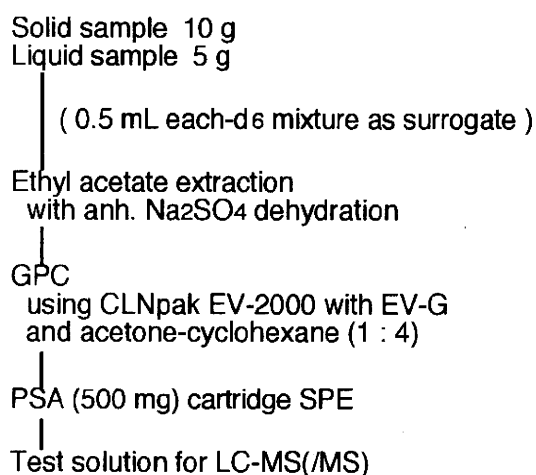 Solid sample 10 g
Liquid sample 5 g
( 0.5 mL each-d6 mixture as surrogate )
Ethyl acetate extraction
with anh. Na2SO4 dehydration
GPC
using CLNpak EV-2000 with EV-G
and acetone-cyclohexane (1 : 4)
PSA (500 mg) cartridge SPE
Test solution for LC-MS(/MS)